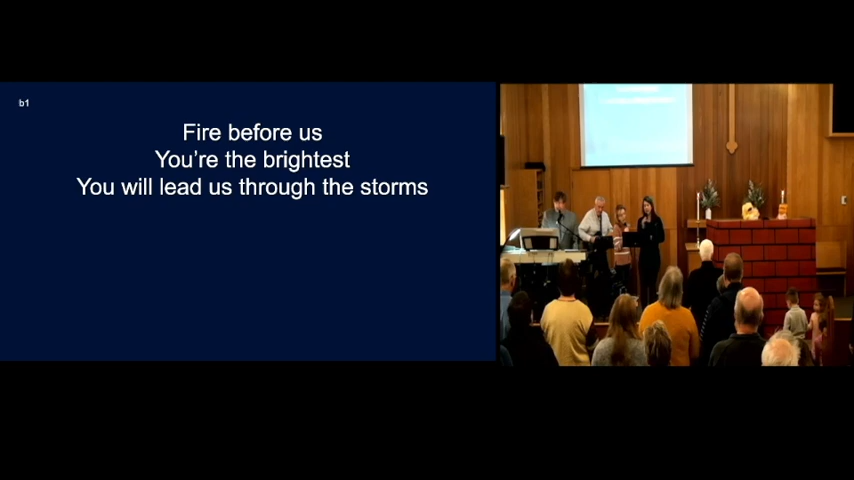 b1
Fire before us
You're the brightest
You will lead us through the storms